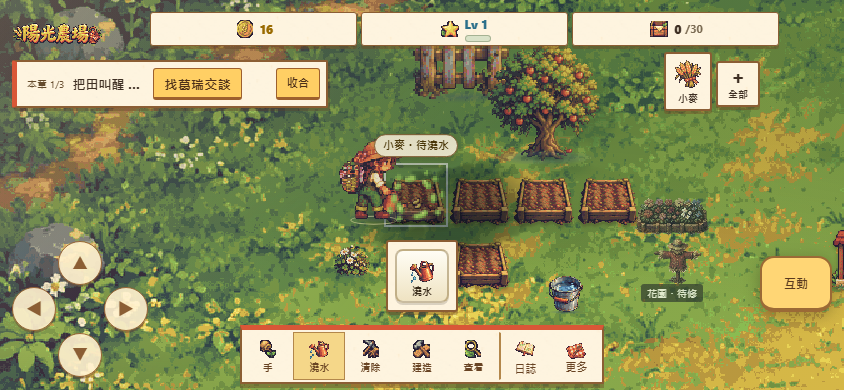 陽光農場
16
Lv 1
0 /30
本章 1/3 把田叫醒 ...
找葛瑞交談
收合
小麥
+
全部
小麥・待澆水
澆水
花圃・待修
互動
手
澆水
清除
建造
查看
日誌
更多